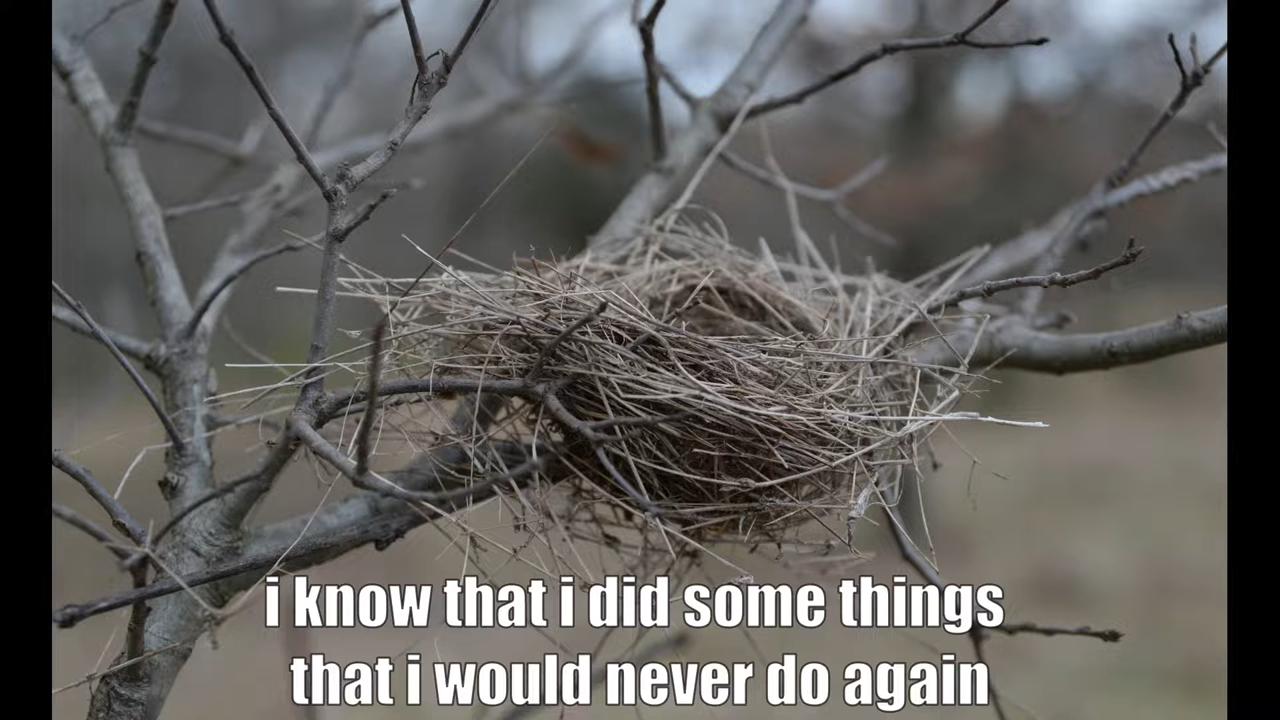 i know that i did some things
that i would never do again